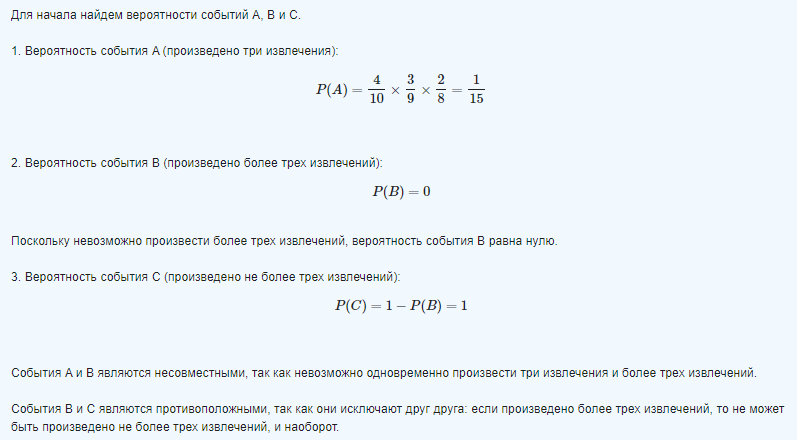 Для начала найдем вероятности событий A, B и C.
1. Вероятность события A (произведено три извлечения):
P(A) = 4/10 × 3/9 × 2/8 = 1/15
2. Вероятность события B (произведено более трех извлечений):
P(B) = 0
Поскольку невозможно произвести более трех извлечений, вероятность события B равна нулю.
3. Вероятность события C (произведено не более трех извлечений):
P(C) = 1 − P(B) = 1
События A и B являются несовместными, так как невозможно одновременно произвести три извлечения и более трех извлечений.
События B и C являются противоположными, так как они исключают друг друга: если произведено более трех извлечений, то не может
быть произведено не более трех извлечений, и наоборот.